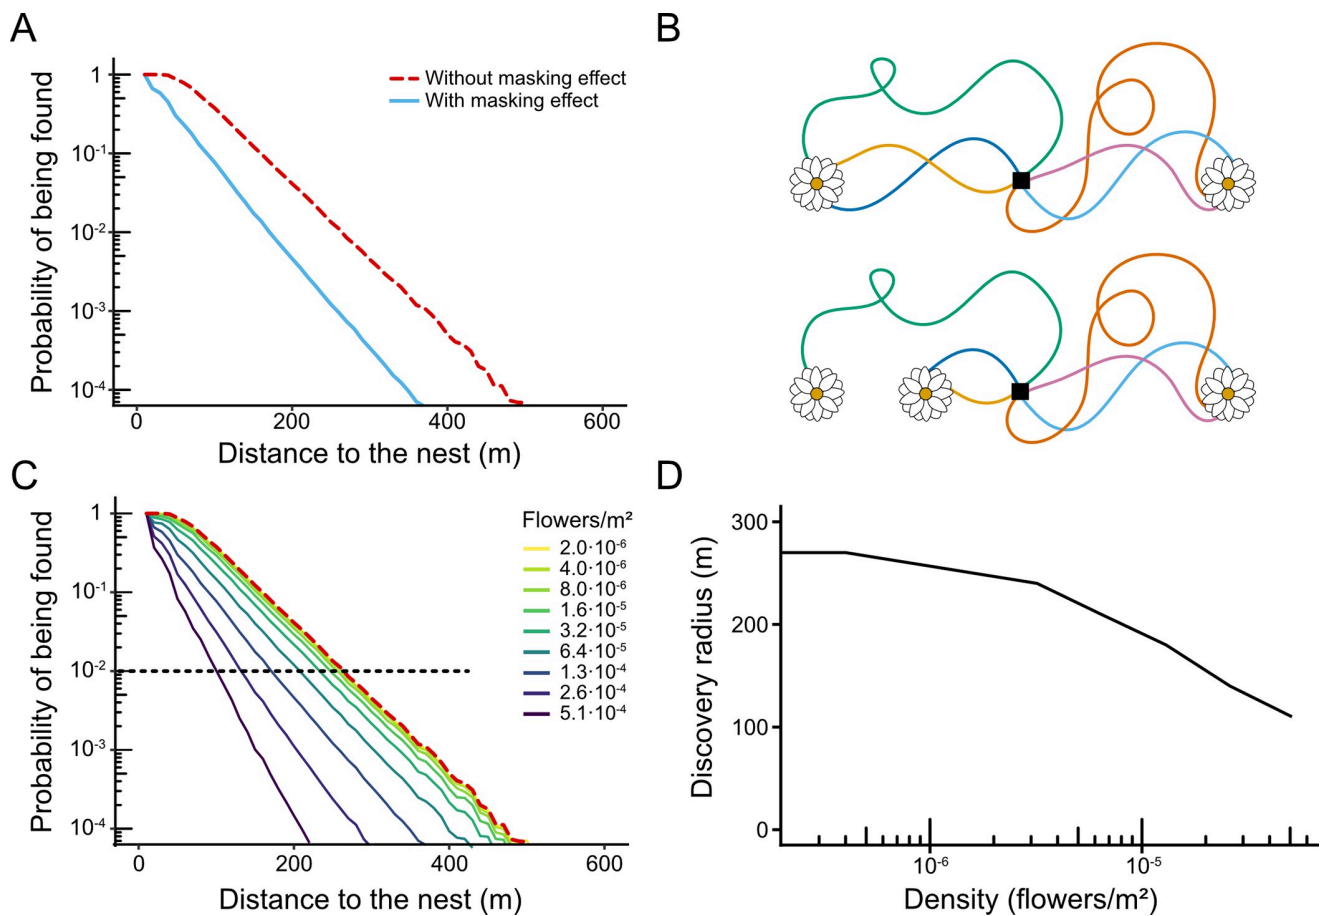 A
Probability of being found
1
10⁻¹
10⁻²
10⁻³
10⁻⁴
0
200
400
600
Distance to the nest (m)
Without masking effect
With masking effect
B
C
Probability of being found
1
10⁻¹
10⁻²
10⁻³
10⁻⁴
0
200
400
600
Distance to the nest (m)
Flowers/m²
2.0·10⁻⁶
4.0·10⁻⁶
8.0·10⁻⁶
1.6·10⁻⁵
3.2·10⁻⁵
6.4·10⁻⁵
1.3·10⁻⁴
2.6·10⁻⁴
5.1·10⁻⁴
D
Discovery radius (m)
300
200
100
0
10⁻⁶
10⁻⁵
Density (flowers/m²)